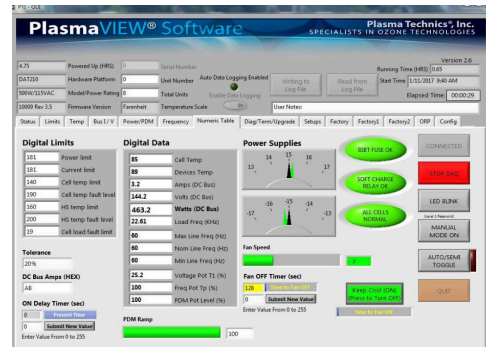 PTI - GUI
PlasmaVIEW® Software
Plasma Technics®, Inc.
SPECIALISTS IN OZONE TECHNOLOGIES
Version 2.6
4.75 Powered Up (HRS) 0 Serial Number
Running Time (HRS) 0.85
DAT210 Hardware Platform 0 Unit Number Auto Data Logging Enabled Writing to Log File Read from Log File Start Time 1/11/2017 9:40 AM
500W/115VAC Model/Power Rating 8 Total Units Enable Data Logging
Elapsed Time: 00:00:29
10009 Rev 3.5 Firmware Version Farenheit Temperature Scale User Notes:
Status Limits Temp Bus I / V Power/PDM Frequency Numeric Table Diag/Term/Upgrade Setups Factory Factory1 Factory2 ORP Config
Digital Limits
181 Power limit
181 Current limit
140 Cell temp limit
190 Cell temp fault level
160 HS temp limit
200 HS temp fault level
19 Cell load fault limit
Tolerance
20%
DC Bus Amps (HEX)
AB
ON Delay Timer (sec)
0 Present Time
0 Submit New Value
Enter Value From 0 to 255
Digital Data
85 Cell Temp
89 Devices Temp
3.2 Amps (DC Bus)
144.2 Volts (DC Bus)
463.2 Watts (DC Bus)
22.61 Load Freq (KHz)
60 Max Line Freq (Hz)
60 Nom Line Freq (Hz)
60 Min Line Freq (Hz)
25.2 Voltage Pot T1 (%)
100 Freq Pot Tp (%)
100 PDM Pot Level (%)
PDM Ramp
100
Power Supplies
13 14 15 16 17
-17 -16 -15 -14 -13
Fan Speed
Fan OFF Timer (sec)
128 Time to Fan OFF
0 Submit New Value
Enter Value From 0 to 255
IGBT FUSE OK
SOFT CHARGE RELAY OK
ALL CELLS NORMAL
Keep Cool (ON)
(Press to Turn OFF)
Time to Fan ON
CONNECTED
STOP DAQ
LED BLINK
(Level 1 Password)
MANUAL MODE ON
AUTO/SEMI TOGGLE
QUIT